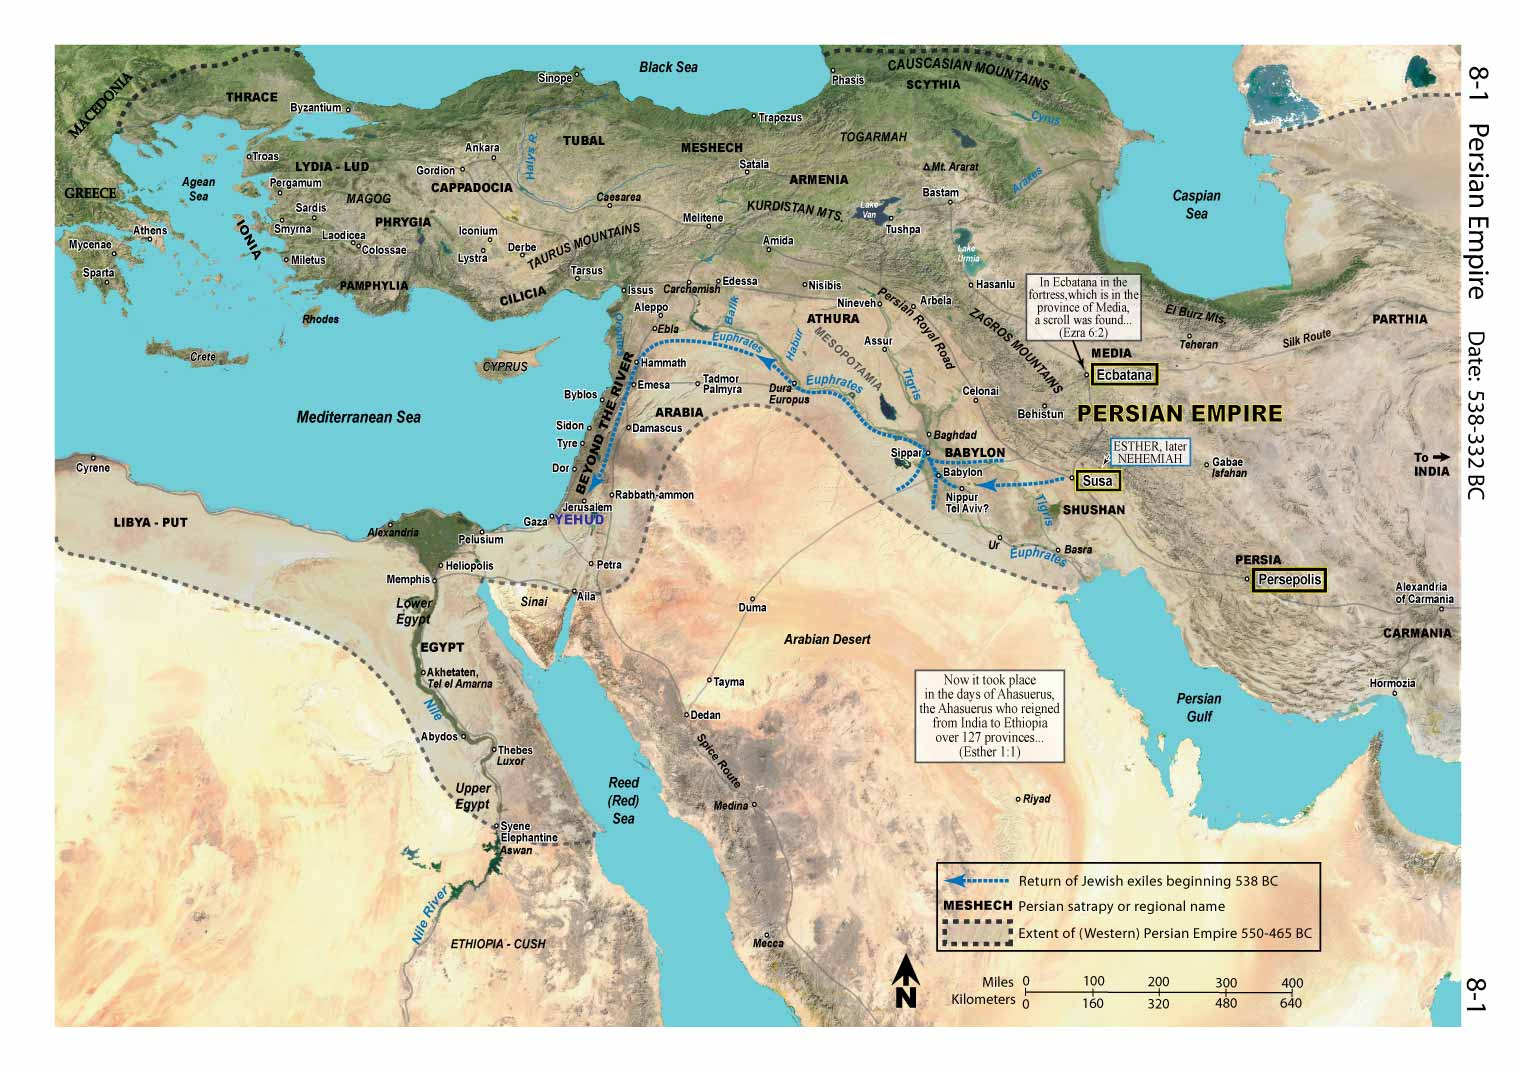 8-1 Persian Empire Date: 538-332 BC
8-1
MACEDONIA
THRACE
Byzantium
Black Sea
Sinope
Phasis
CAUSCASIAN MOUNTAINS
SCYTHIA
Cyrus
Trapezus
TOGARMAH
TUBAL
MESHECH
Halys R.
Ankara
Gordion
CAPPADOCIA
Troas
LYDIA - LUD
Pergamum
MAGOG
Sardis
PHRYGIA
Smyrna
Laodicea
Colossae
Miletus
IONIA
Agean
Sea
GREECE
Athens
Mycenae
Sparta
Iconium
Lystra
Derbe
TAURUS MOUNTAINS
Caesarea
Satala
ARMENIA
KURDISTAN MTS.
Melitene
Amida
Mt. Ararat
Araxes
Bastam
Lake
Van
Tushpa
Lake
Urmia
Hasanlu
Caspian
Sea
PAMPHYLIA
CILICIA
Tarsus
Issus
Carchemish
Edessa
Nisibis
Nineveh
Arbela
Persian Royal Road
ZAGROS MOUNTAINS
In Ecbatana in the
fortress,which is in the
province of Media,
a scroll was found...
(Ezra 6:2)
El Burz Mts.
Teheran
Silk Route
PARTHIA
Rhodes
Crete
CYPRUS
Aleppo
Ebla
Orontes
Balik
Habur
Euphrates
ATHURA
MESOPOTAMIA
Assur
Tigris
MEDIA
Ecbatana
Hammath
Emesa
Tadmor
Palmyra
Dura
Europus
Euphrates
Celonai
Behistun
PERSIAN EMPIRE
Mediterranean Sea
Byblos
BEYOND THE RIVER
ARABIA
Sidon
Damascus
Tyre
Dor
Baghdad
Sippar
BABYLON
Babylon
Nippur
Tel Aviv?
ESTHER, later
NEHEMIAH
Susa
SHUSHAN
Tigris
Gabae
Isfahan
To
INDIA
Cyrene
LIBYA - PUT
Alexandria
Pelusium
Gaza
Jerusalem
YEHUD
Rabbath-ammon
Ur
Euphrates
Basra
PERSIA
Persepolis
Alexandria
of Carmania
CARMANIA
Heliopolis
Memphis
Petra
Aila
Sinai
Lower
Egypt
EGYPT
Akhetaten,
Tel el Amarna
Nile
Abydos
Thebes
Luxor
Upper
Egypt
Syene
Elephantine
Aswan
Nile River
ETHIOPIA - CUSH
Duma
Arabian Desert
Tayma
Dedan
Spice Route
Reed
(Red)
Sea
Medina
Mecca
Now it took place
in the days of Ahasuerus,
the Ahasuerus who reigned
from India to Ethiopia
over 127 provinces...
(Esther 1:1)
Riyad
Persian
Gulf
Hormozia
Return of Jewish exiles beginning 538 BC
MESHECH Persian satrapy or regional name
Extent of (Western) Persian Empire 550-465 BC
N
Miles 0 100 200 300 400
Kilometers 0 160 320 480 640